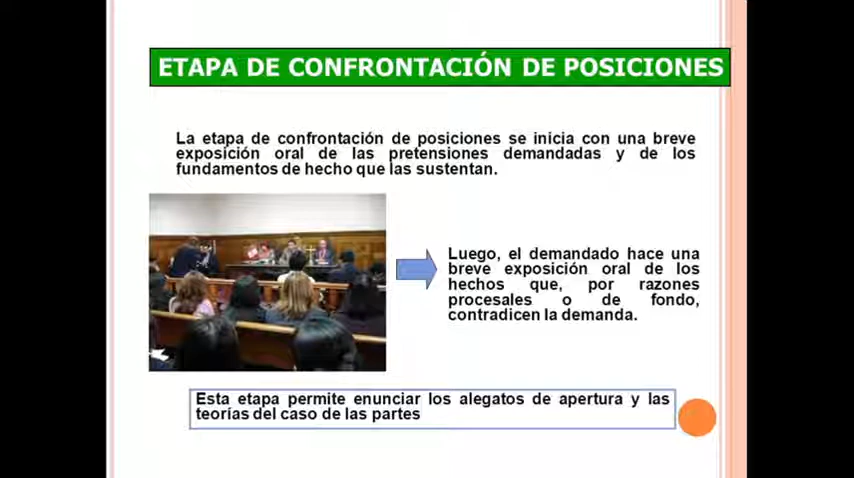 ETAPA DE CONFRONTACIÓN DE POSICIONES
La etapa de confrontación de posiciones se inicia con una breve
exposición oral de las pretensiones demandadas y de los
fundamentos de hecho que las sustentan.
Luego, el demandado hace una
breve exposición oral de los
hechos que, por razones
procesales o de fondo,
contradicen la demanda.
Esta etapa permite enunciar los alegatos de apertura y las
teorías del caso de las partes